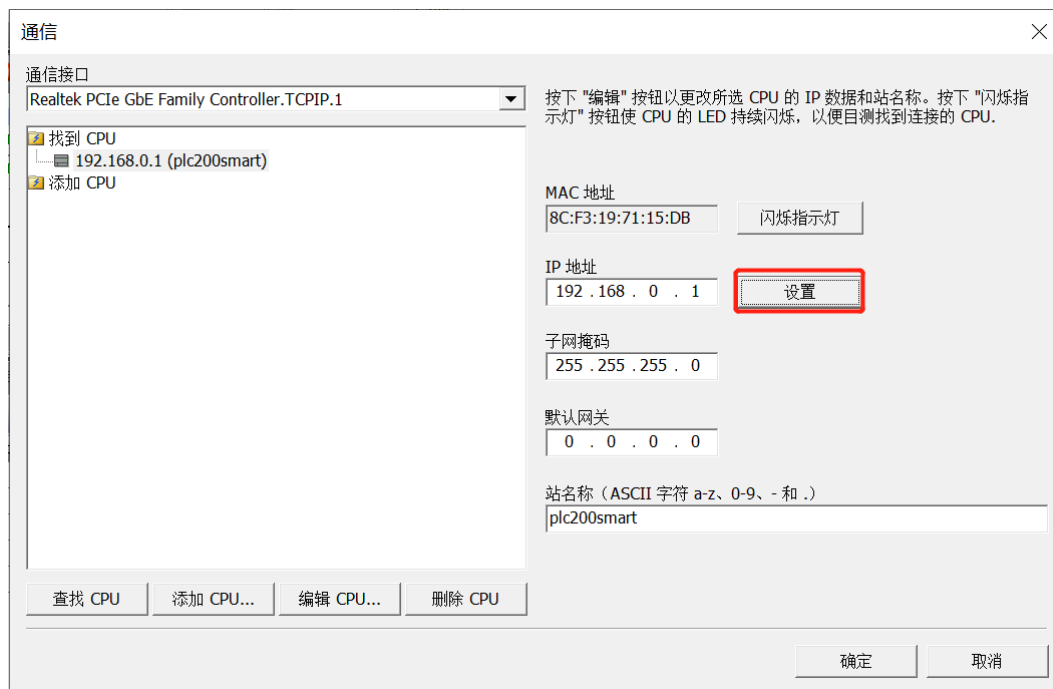 通信
通信接口
Realtek PCIe GbE Family Controller.TCPIP.1
找到 CPU
192.168.0.1 (plc200smart)
添加 CPU
按下 "编辑" 按钮以更改所选 CPU 的 IP 数据和站名称。按下 "闪烁指
示灯" 按钮使 CPU 的 LED 持续闪烁，以便目测找到连接的 CPU.
MAC 地址
8C:F3:19:71:15:DB
闪烁指示灯
IP 地址
192 . 168 . 0 . 1
设置
子网掩码
255 . 255 . 255 . 0
默认网关
0 . 0 . 0 . 0
站名称（ASCII 字符 a-z、0-9、- 和 .）
plc200smart
查找 CPU
添加 CPU...
编辑 CPU...
删除 CPU
确定
取消